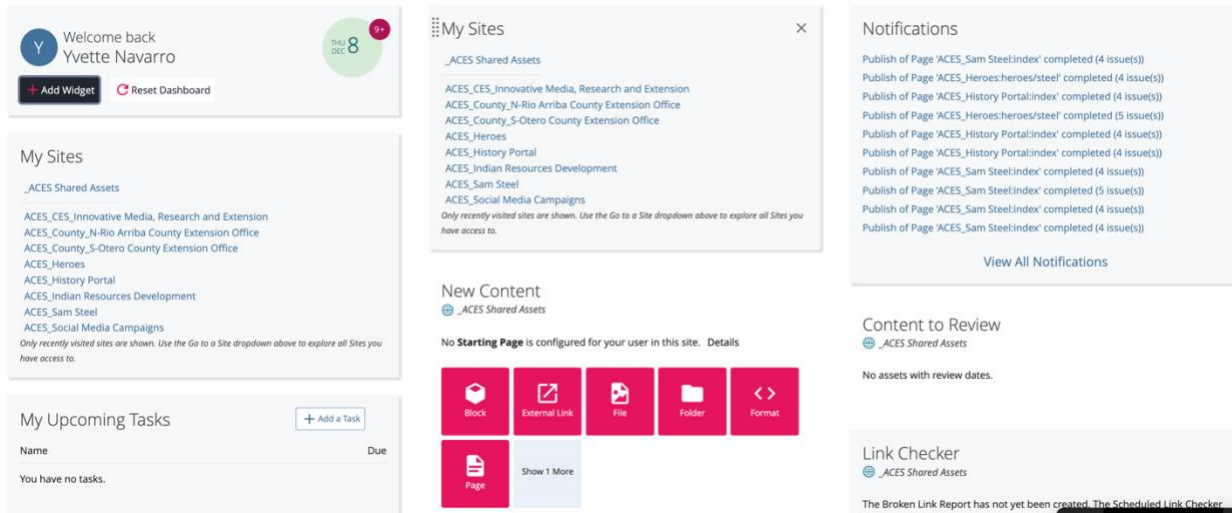 Y
Welcome back
Yvette Navarro
THU
DEC
8
9+
+ Add Widget
Reset Dashboard
My Sites
_ACES Shared Assets
ACES_CES_Innovative Media, Research and Extension
ACES_County_N-Rio Arriba County Extension Office
ACES_County_S-Otero County Extension Office
ACES_Heroes
ACES_History Portal
ACES_Indian Resources Development
ACES_Sam Steel
ACES_Social Media Campaigns
Only recently visited sites are shown. Use the Go to a Site dropdown above to explore all Sites you
have access to.
My Upcoming Tasks
+ Add a Task
Name Due
You have no tasks.
My Sites
_ACES Shared Assets
ACES_CES_Innovative Media, Research and Extension
ACES_County_N-Rio Arriba County Extension Office
ACES_County_S-Otero County Extension Office
ACES_Heroes
ACES_History Portal
ACES_Indian Resources Development
ACES_Sam Steel
ACES_Social Media Campaigns
Only recently visited sites are shown. Use the Go to a Site dropdown above to explore all Sites you
have access to.
New Content
_ACES Shared Assets
No Starting Page is configured for your user in this site. Details
Block
External Link
File
Folder
Format
Page
Show 1 More
Notifications
Publish of Page 'ACES_Sam Steel:index' completed (4 issue(s))
Publish of Page 'ACES_Heroes:heroes/steel' completed (4 issue(s))
Publish of Page 'ACES_History Portal:index' completed (4 issue(s))
Publish of Page 'ACES_Heroes:heroes/steel' completed (5 issue(s))
Publish of Page 'ACES_History Portal:index' completed (4 issue(s))
Publish of Page 'ACES_History Portal:index' completed (4 issue(s))
Publish of Page 'ACES_Sam Steel:index' completed (4 issue(s))
Publish of Page 'ACES_Sam Steel:index' completed (5 issue(s))
Publish of Page 'ACES_Sam Steel:index' completed (4 issue(s))
Publish of Page 'ACES_Sam Steel:index' completed (4 issue(s))
View All Notifications
Content to Review
_ACES Shared Assets
No assets with review dates.
Link Checker
_ACES Shared Assets
The Broken Link Report has not yet been created. The Scheduled Link Checker